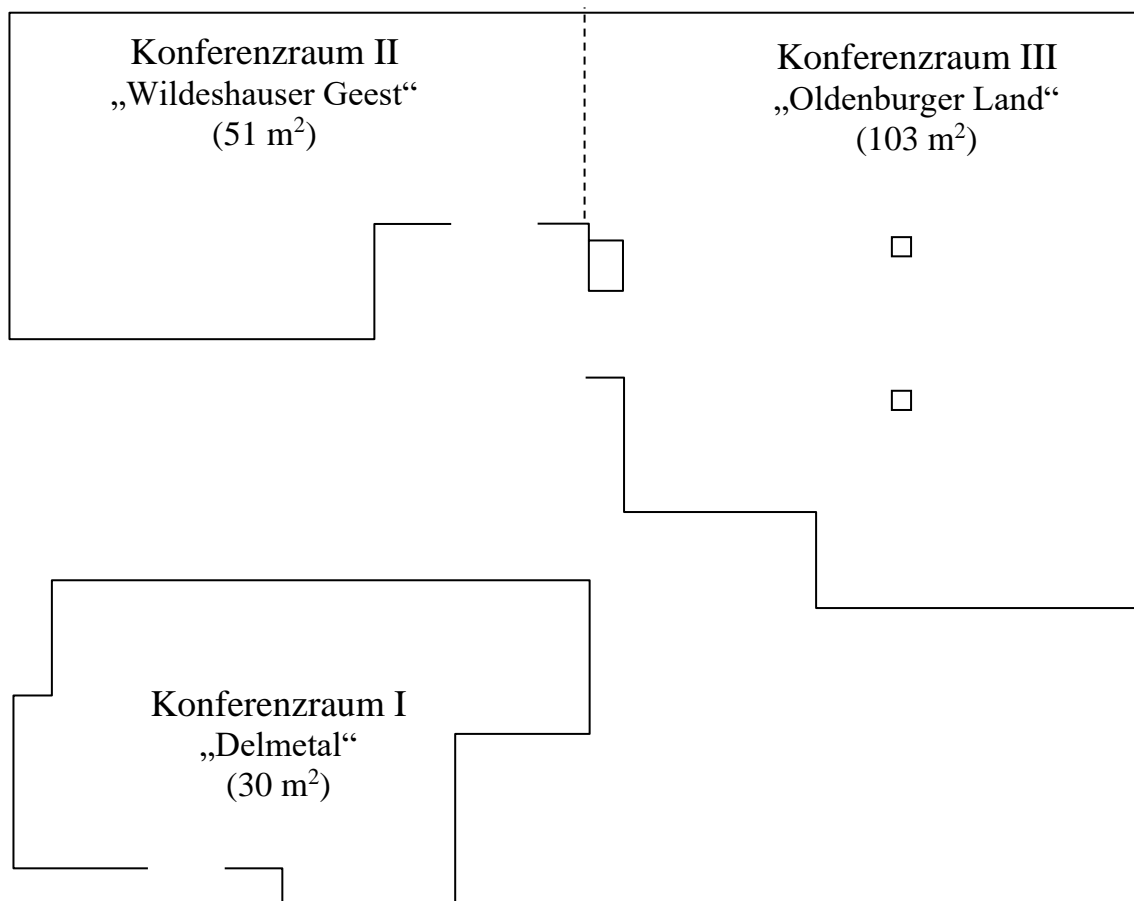 Konferenzraum II
„Wildeshauser Geest“
(51 m²)
Konferenzraum III
„Oldenburger Land“
(103 m²)
Konferenzraum I
„Delmetal“
(30 m²)